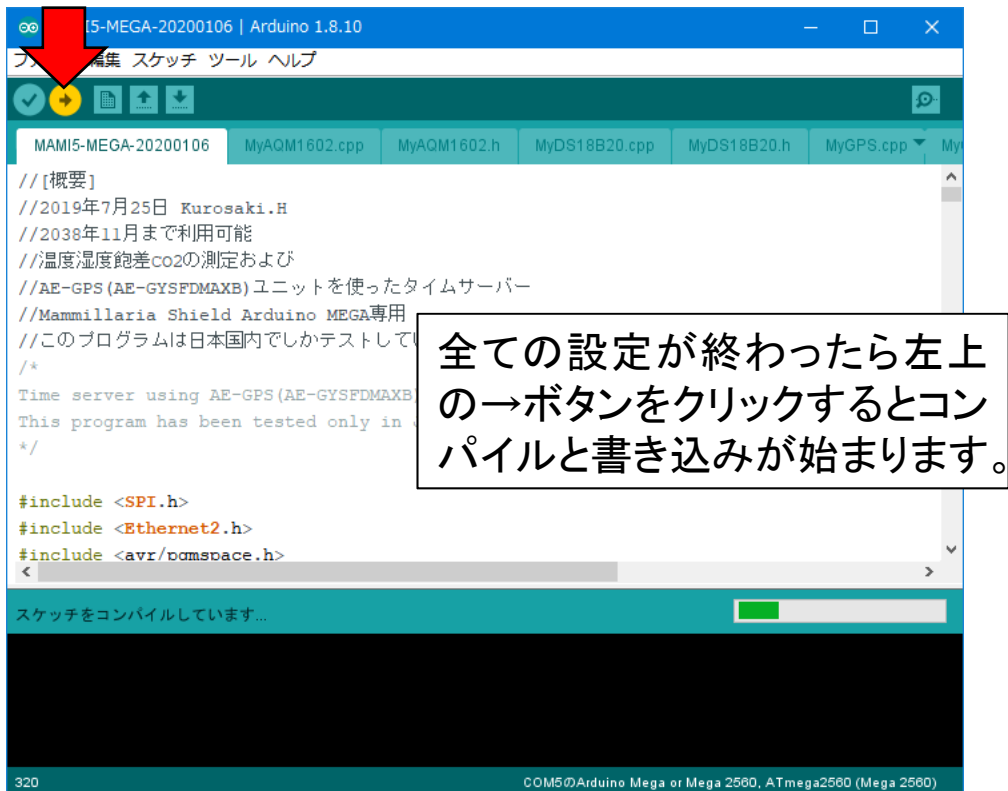 I5-MEGA-20200106 | Arduino 1.8.10
編集 スケッチ ツール ヘルプ
MAMI5-MEGA-20200106 MyAQM1602.cpp MyAQM1602.h MyDS18B20.cpp MyDS18B20.h MyGPS.cpp
//[概要]
//2019年7月25日 Kurosaki.H
//2038年11月まで利用可能
//温度湿度飽差CO2の測定および
//AE-GPS(AE-GYSFDMAXB)ユニットを使ったタイムサーバー
//Mammillaria Shield Arduino MEGA専用
//このプログラムは日本国内でしかテストして
/*
Time server using AE-GPS(AE-GYSFDMAXB)
This program has been tested only in
*/
全ての設定が終わったら左上
の→ボタンをクリックするとコン
パイルと書き込みが始まります。
#include <SPI.h>
#include <Ethernet2.h>
#include <avr/pgmspace.h>
スケッチをコンパイルしています...
320 COM5のArduino Mega or Mega 2560, ATmega2560 (Mega 2560)